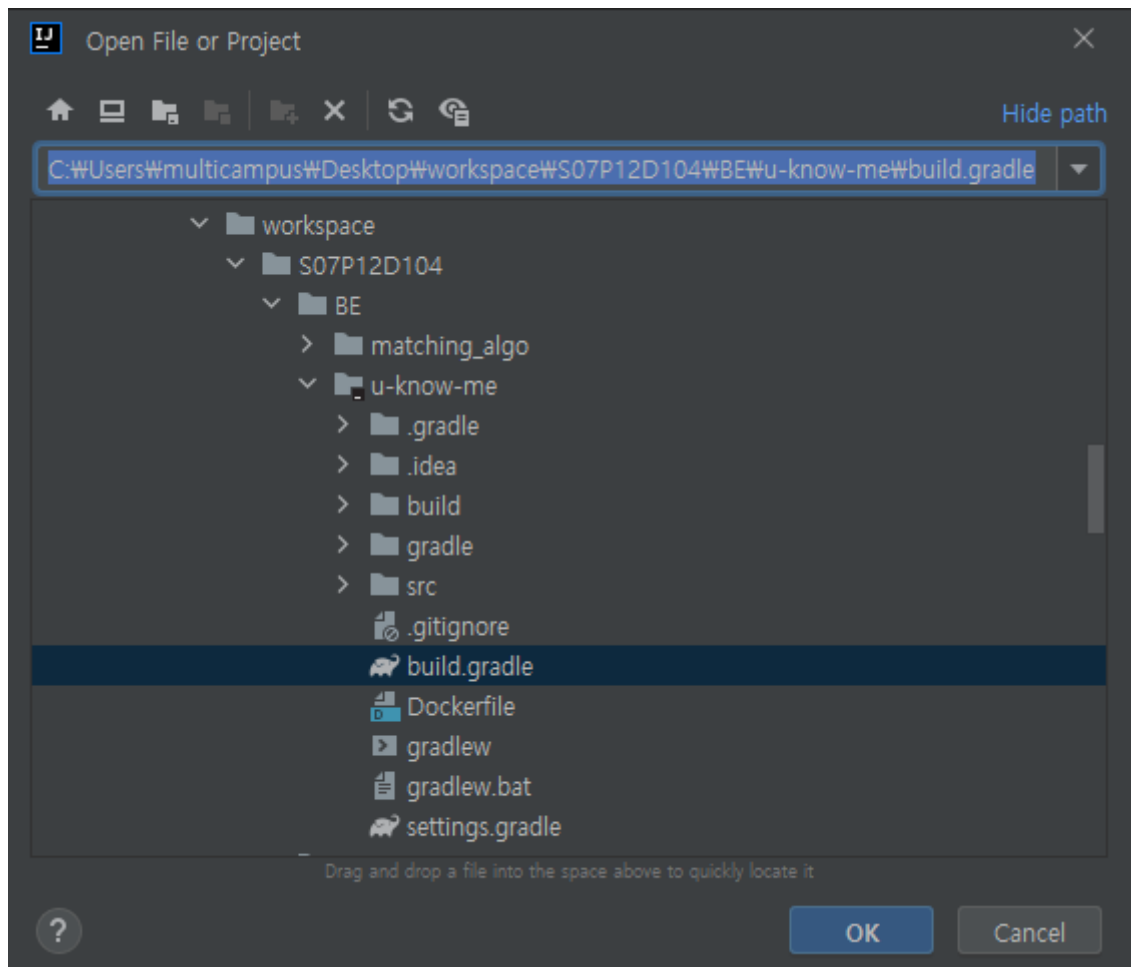 IJ
Open File or Project
Hide path
C:₩Users₩multicampus₩Desktop₩workspace₩S07P12D104₩BE₩u-know-me₩build.gradle
workspace
S07P12D104
BE
matching_algo
u-know-me
.gradle
.idea
build
gradle
src
.gitignore
build.gradle
D
Dockerfile
gradlew
gradlew.bat
settings.gradle
Drag and drop a file into the space above to quickly locate it
?
OK
Cancel